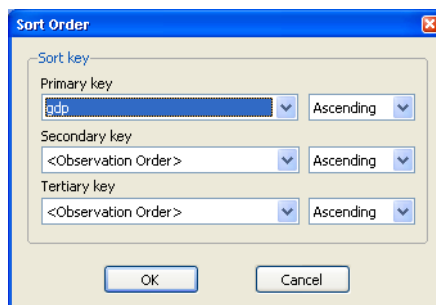 Sort Order
Sort key
Primary key
gdp Ascending
Secondary key
<Observation Order> Ascending
Tertiary key
<Observation Order> Ascending
OK Cancel